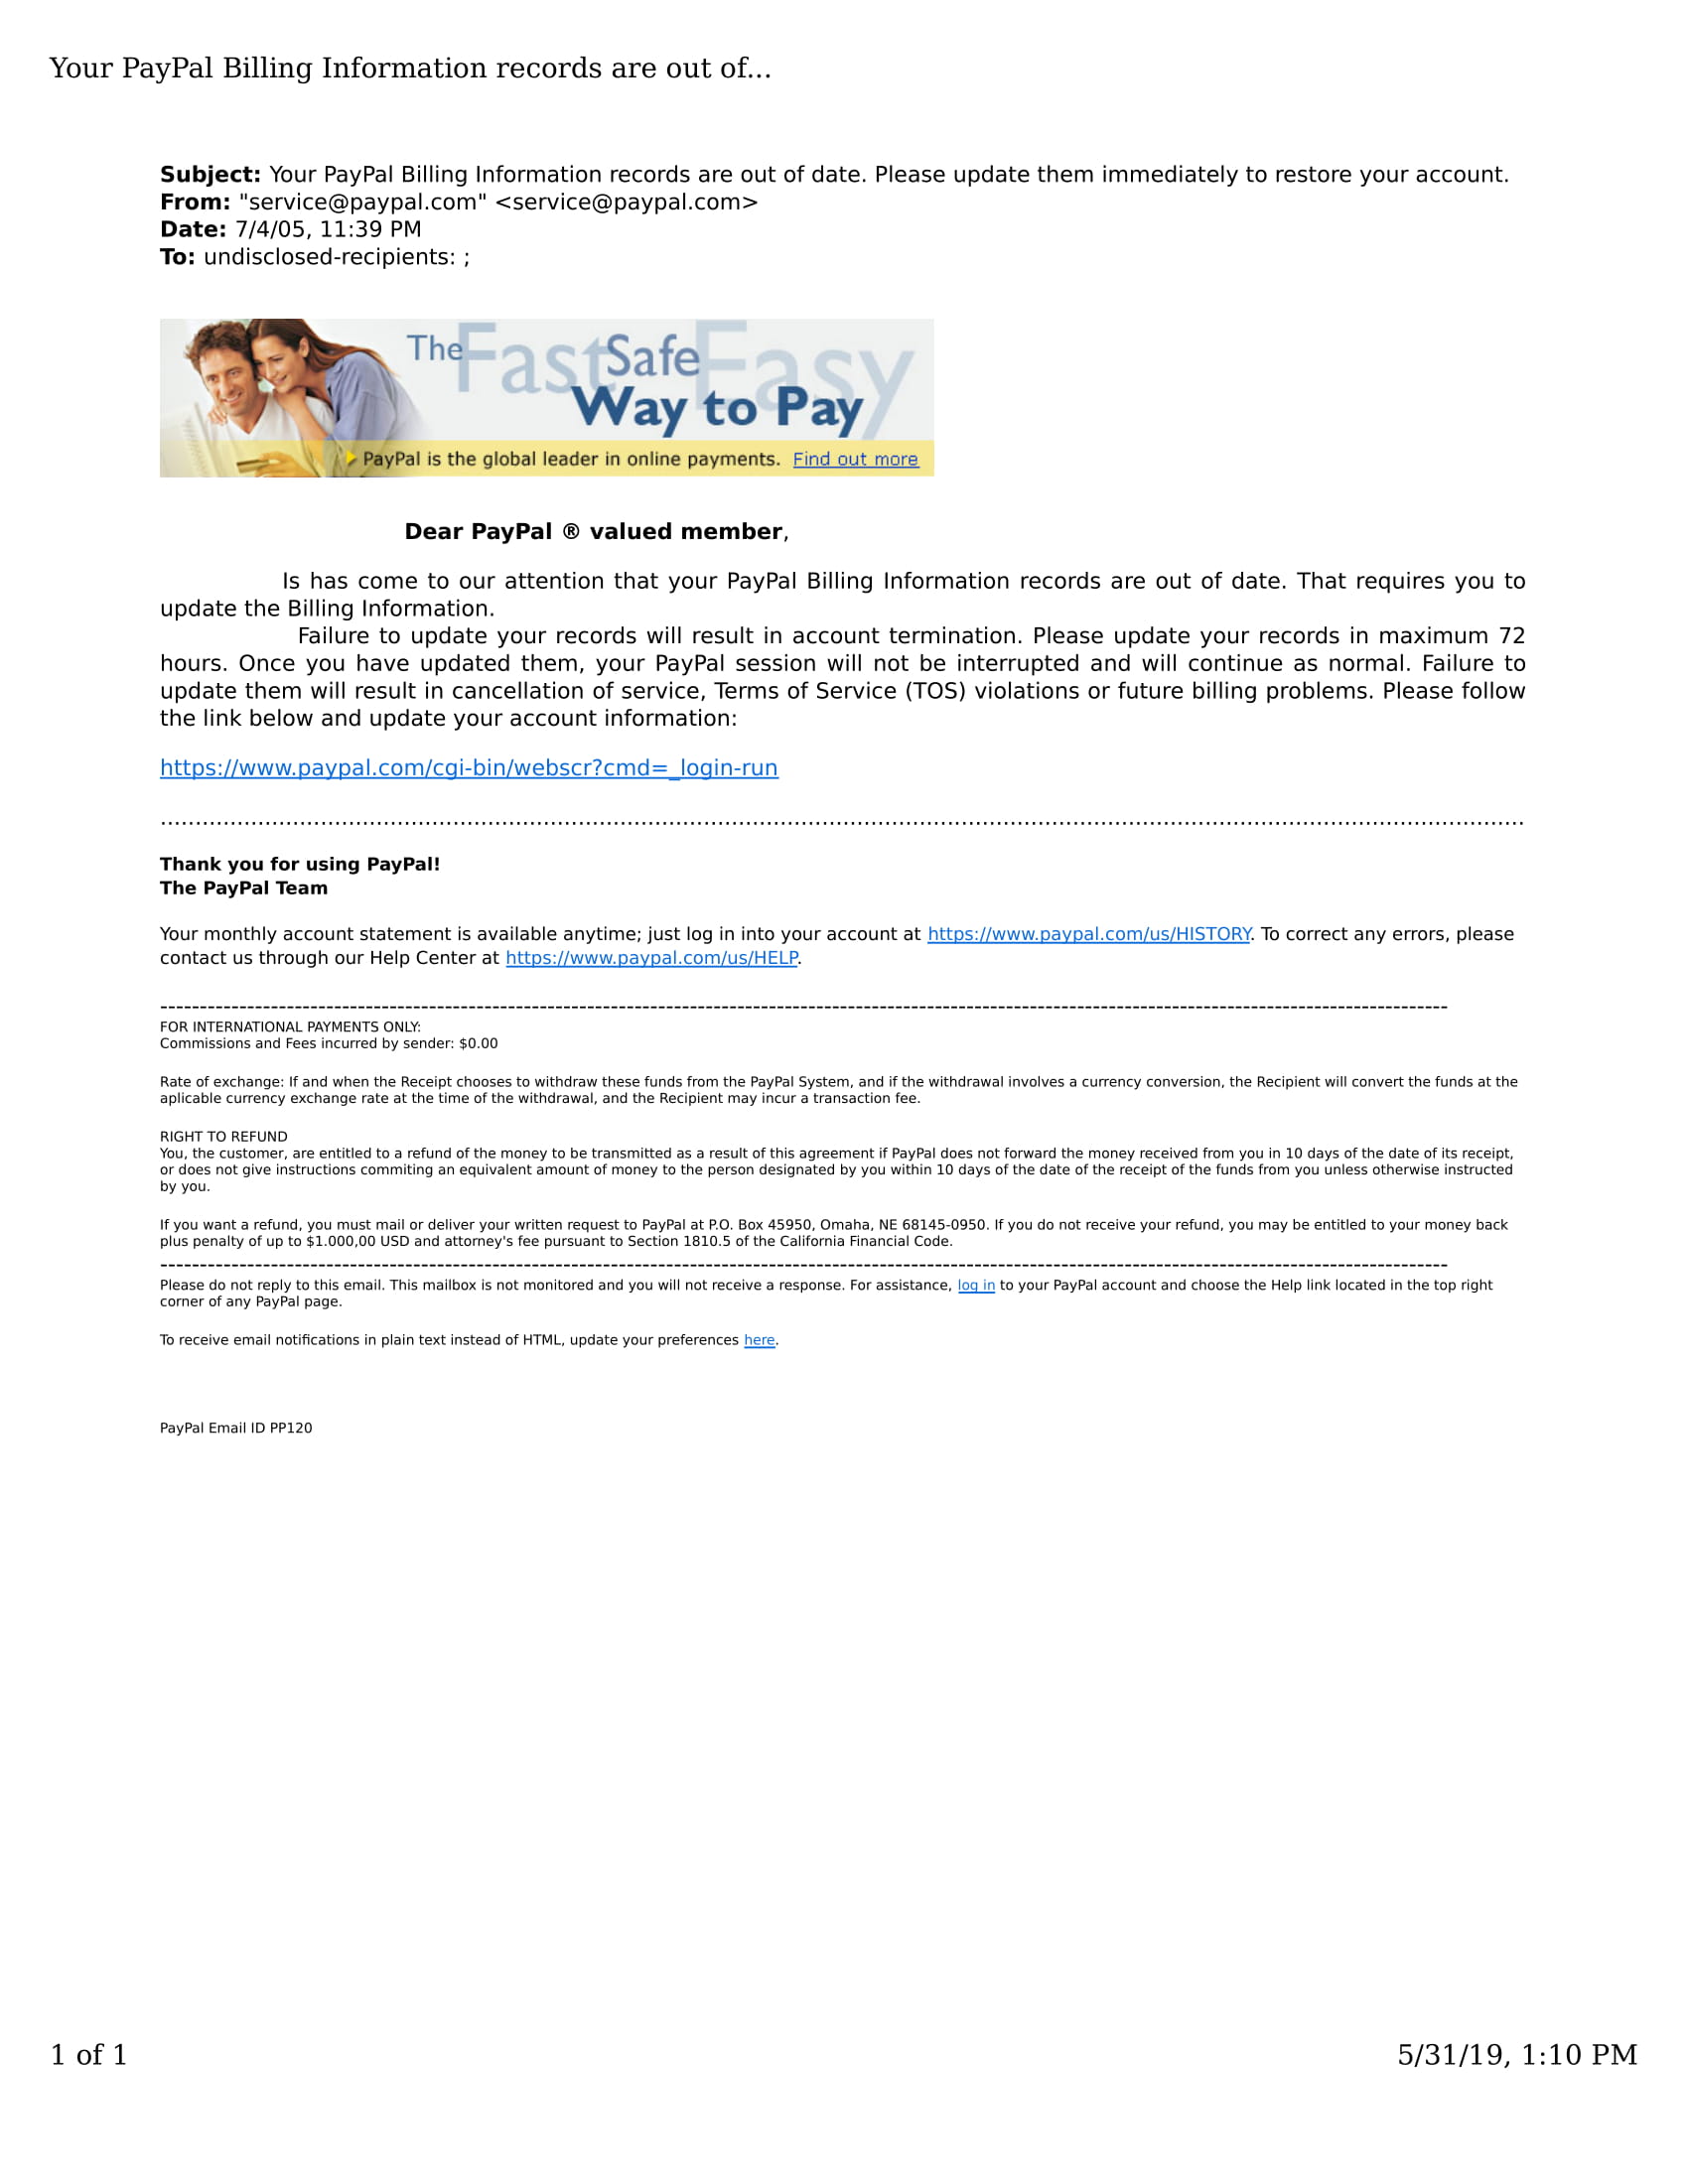 Your PayPal Billing Information records are out of...
Subject: Your PayPal Billing Information records are out of date. Please update them immediately to restore your account.
From: "service@paypal.com" <service@paypal.com>
Date: 7/4/05, 11:39 PM
To: undisclosed-recipients: ;
The Fast Safe Easy
Way to Pay
PayPal is the global leader in online payments. Find out more
Dear PayPal ® valued member,
Is has come to our attention that your PayPal Billing Information records are out of date. That requires you to
update the Billing Information.
Failure to update your records will result in account termination. Please update your records in maximum 72
hours. Once you have updated them, your PayPal session will not be interrupted and will continue as normal. Failure to
update them will result in cancellation of service, Terms of Service (TOS) violations or future billing problems. Please follow
the link below and update your account information:
https://www.paypal.com/cgi-bin/webscr?cmd=_login-run
....................................................................................................................................................................................................
Thank you for using PayPal!
The PayPal Team
Your monthly account statement is available anytime; just log in into your account at https://www.paypal.com/us/HISTORY. To correct any errors, please
contact us through our Help Center at https://www.paypal.com/us/HELP.
--------------------------------------------------------------------------------------------------------------------------------------------------------------------
FOR INTERNATIONAL PAYMENTS ONLY:
Commissions and Fees incurred by sender: $0.00
Rate of exchange: If and when the Receipt chooses to withdraw these funds from the PayPal System, and if the withdrawal involves a currency conversion, the Recipient will convert the funds at the
aplicable currency exchange rate at the time of the withdrawal, and the Recipient may incur a transaction fee.
RIGHT TO REFUND
You, the customer, are entitled to a refund of the money to be transmitted as a result of this agreement if PayPal does not forward the money received from you in 10 days of the date of its receipt,
or does not give instructions commiting an equivalent amount of money to the person designated by you within 10 days of the date of the receipt of the funds from you unless otherwise instructed
by you.
If you want a refund, you must mail or deliver your written request to PayPal at P.O. Box 45950, Omaha, NE 68145-0950. If you do not receive your refund, you may be entitled to your money back
plus penalty of up to $1.000,00 USD and attorney's fee pursuant to Section 1810.5 of the California Financial Code.
--------------------------------------------------------------------------------------------------------------------------------------------------------------------
Please do not reply to this email. This mailbox is not monitored and you will not receive a response. For assistance, log in to your PayPal account and choose the Help link located in the top right
corner of any PayPal page.
To receive email notifications in plain text instead of HTML, update your preferences here.
PayPal Email ID PP120
1 of 1
5/31/19, 1:10 PM